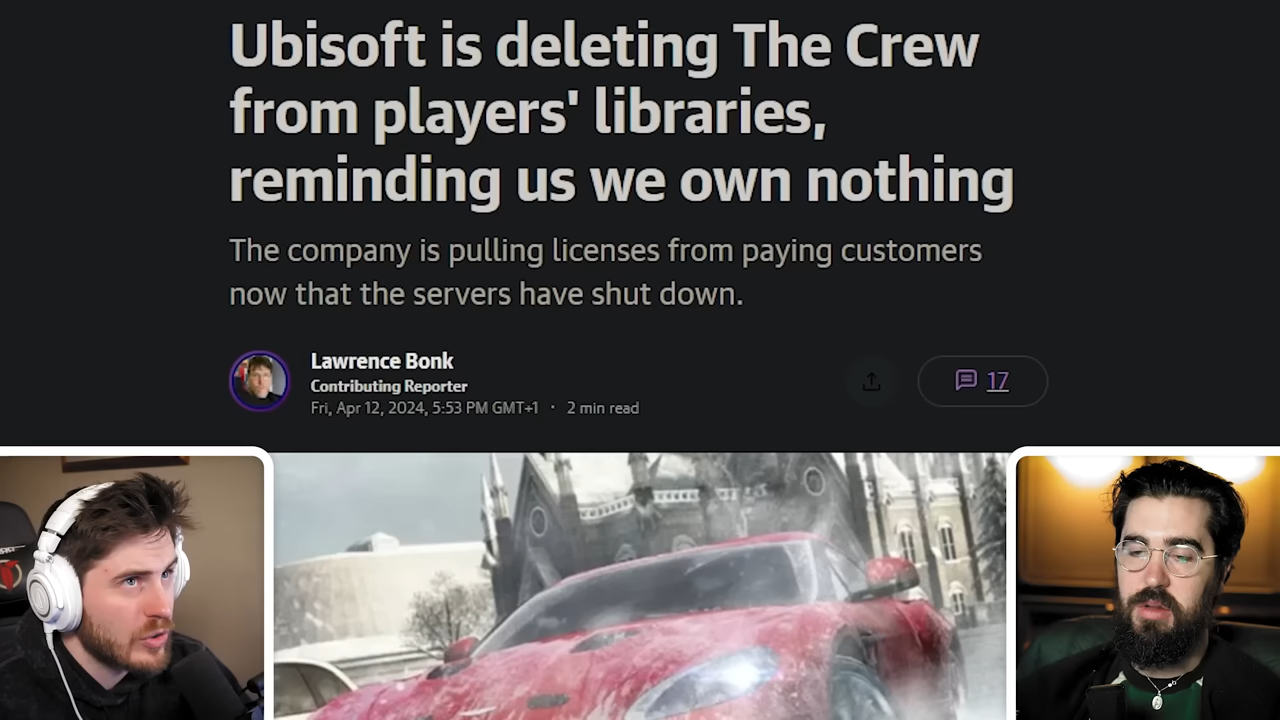 Ubisoft is deleting The Crew
from players' libraries,
reminding us we own nothing
The company is pulling licenses from paying customers
now that the servers have shut down.
Lawrence Bonk
Contributing Reporter
Fri, Apr 12, 2024, 5:53 PM GMT+1 · 2 min read
17